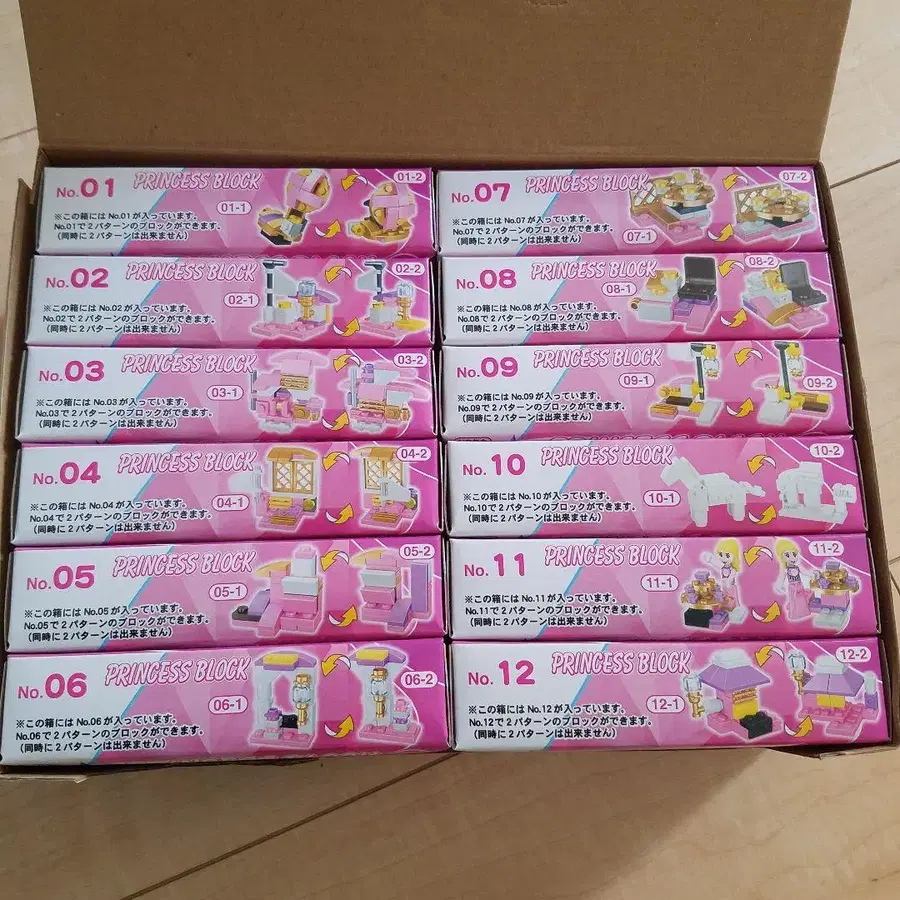 No.01 PRINCESS BLOCK
01-1
01-2
※この箱には No.01が入っています。
No.01で2パターンのブロックができます。
(同時に2パターンは出来ません)
No.02 PRINCESS BLOCK
02-1
02-2
※この箱には No.02が入っています。
No.02で2パターンのブロックができます。
(同時に2パターンは出来ません)
No.03 PRINCESS BLOCK
03-1
03-2
※この箱には No.03が入っています。
No.03で2パターンのブロックができます。
(同時に2パターンは出来ません)
No.04 PRINCESS BLOCK
04-1
04-2
※この箱には No.04が入っています。
No.04で2パターンのブロックができます。
(同時に2パターンは出来ません)
No.05 PRINCESS BLOCK
05-1
05-2
※この箱には No.05が入っています。
No.05で2パターンのブロックができます。
(同時に2パターンは出来ません)
No.06 PRINCESS BLOCK
06-1
06-2
※この箱には No.06が入っています。
No.06で2パターンのブロックができます。
(同時に2パターンは出来ません)
No.07 PRINCESS BLOCK
07-1
07-2
※この箱には No.07が入っています。
No.07で2パターンのブロックができます。
(同時に2パターンは出来ません)
No.08 PRINCESS BLOCK
08-1
08-2
※この箱には No.08が入っています。
No.08で2パターンのブロックができます。
(同時に2パターンは出来ません)
No.09 PRINCESS BLOCK
09-1
09-2
※この箱には No.09が入っています。
No.09で2パターンのブロックができます。
(同時に2パターンは出来ません)
No.10 PRINCESS BLOCK
10-1
10-2
※この箱には No.10が入っています。
No.10で2パターンのブロックができます。
(同時に2パターンは出来ません)
No.11 PRINCESS BLOCK
11-1
11-2
※この箱には No.11が入っています。
No.11で2パターンのブロックができます。
(同時に2パターンは出来ません)
No.12 PRINCESS BLOCK
12-1
12-2
※この箱には No.12が入っています。
No.12で2パターンのブロックができます。
(同時に2パターンは出来ません)